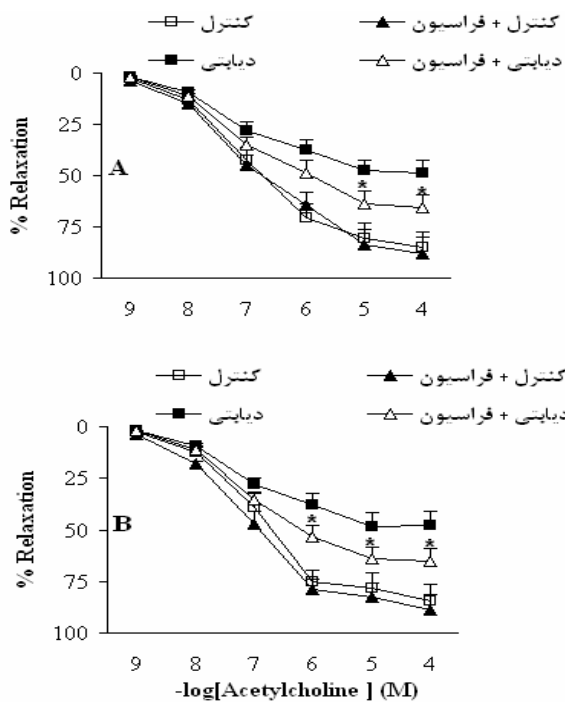 کنترل
فراسیون + کنترل
دیابتی
فراسیون + دیابتی
0
25
50
75
100
% Relaxation
A
*
*
9 8 7 6 5 4
کنترل
فراسیون + کنترل
دیابتی
فراسیون + دیابتی
0
25
50
75
100
% Relaxation
B
*
*
*
9 8 7 6 5 4
-log[Acetylcholine ] (M)